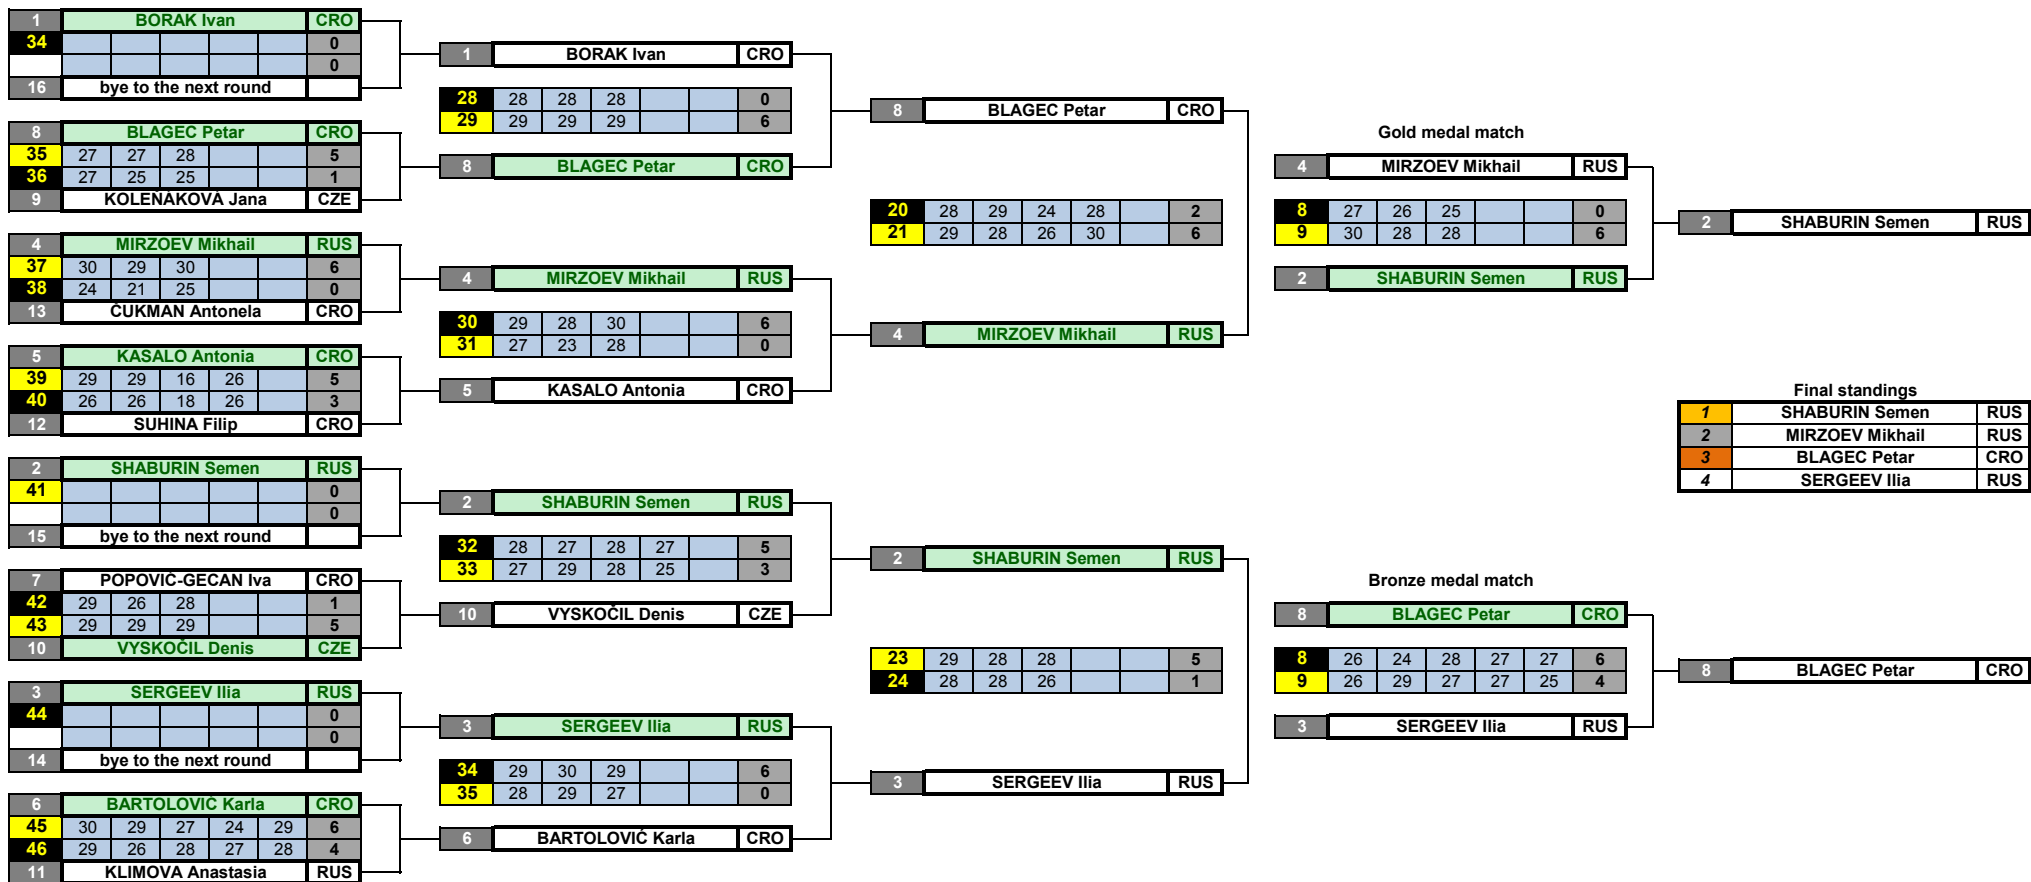 1 BORAK Ivan CRO
34 0
0
16 bye to the next round
8 BLAGEC Petar CRO
35 27 27 28 5
36 27 25 25 1
9 KOLEŇÁKOVÁ Jana CZE
4 MIRZOEV Mikhail RUS
37 30 29 30 6
38 24 21 25 0
13 ČUKMAN Antonela CRO
5 KASALO Antonia CRO
39 29 29 16 26 5
40 26 26 18 26 3
12 SUHINA Filip CRO
2 SHABURIN Semen RUS
41 0
0
15 bye to the next round
7 POPOVIĆ-GECAN Iva CRO
42 29 26 28 1
43 29 29 29 5
10 VYSKOČIL Denis CZE
3 SERGEEV Ilia RUS
44 0
0
14 bye to the next round
6 BARTOLOVIĆ Karla CRO
45 30 29 27 24 29 6
46 29 26 28 27 28 4
11 KLIMOVA Anastasia RUS
1 BORAK Ivan CRO
28 28 28 28 0
29 29 29 29 6
8 BLAGEC Petar CRO
4 MIRZOEV Mikhail RUS
30 29 28 30 6
31 27 23 28 0
5 KASALO Antonia CRO
2 SHABURIN Semen RUS
32 28 27 28 27 5
33 27 29 28 25 3
10 VYSKOČIL Denis CZE
3 SERGEEV Ilia RUS
34 29 30 29 6
35 28 29 27 0
6 BARTOLOVIĆ Karla CRO
8 BLAGEC Petar CRO
20 28 29 24 28 2
21 29 28 26 30 6
4 MIRZOEV Mikhail RUS
2 SHABURIN Semen RUS
23 29 28 28 5
24 28 28 26 1
3 SERGEEV Ilia RUS
Gold medal match
4 MIRZOEV Mikhail RUS
8 27 26 25 0
9 30 28 28 6
2 SHABURIN Semen RUS
Bronze medal match
8 BLAGEC Petar CRO
8 26 24 28 27 27 6
9 26 29 27 27 25 4
3 SERGEEV Ilia RUS
2 SHABURIN Semen RUS
Final standings
1 SHABURIN Semen RUS
2 MIRZOEV Mikhail RUS
3 BLAGEC Petar CRO
4 SERGEEV Ilia RUS
8 BLAGEC Petar CRO